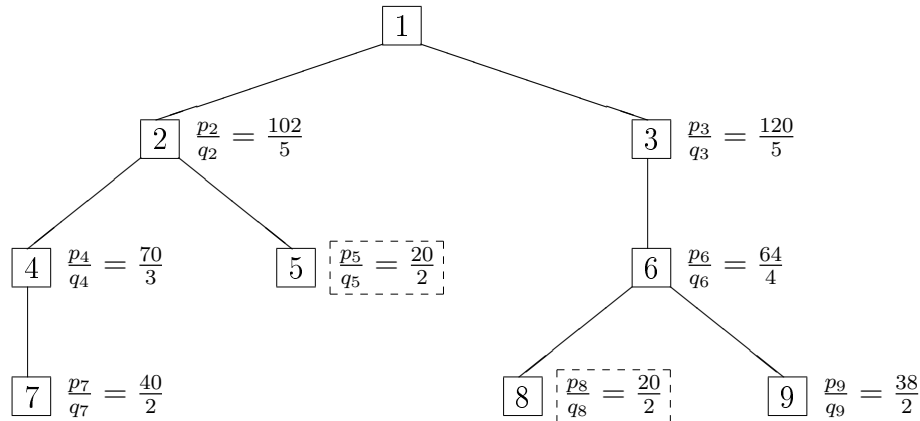 1
2 p₂/q₂ = 102/5
3 p₃/q₃ = 120/5
4 p₄/q₄ = 70/3
5 p₅/q₅ = 20/2
6 p₆/q₆ = 64/4
7 p₇/q₇ = 40/2
8 p₈/q₈ = 20/2
9 p₉/q₉ = 38/2